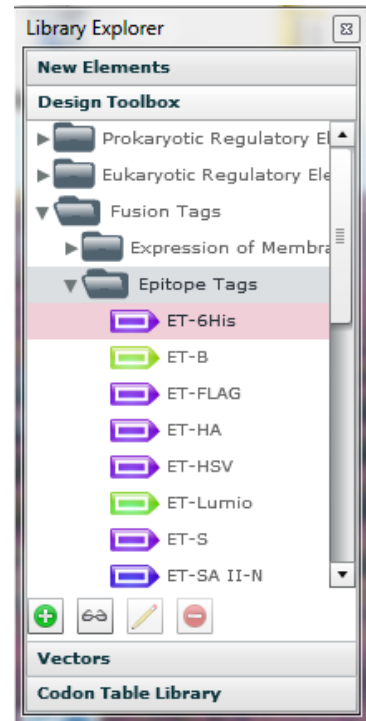 Library Explorer
New Elements
Design Toolbox
Prokaryotic Regulatory El
Eukaryotic Regulatory Ele
Fusion Tags
Expression of Membra
Epitope Tags
ET-6His
ET-B
ET-FLAG
ET-HA
ET-HSV
ET-Lumio
ET-S
ET-SA II-N
Vectors
Codon Table Library